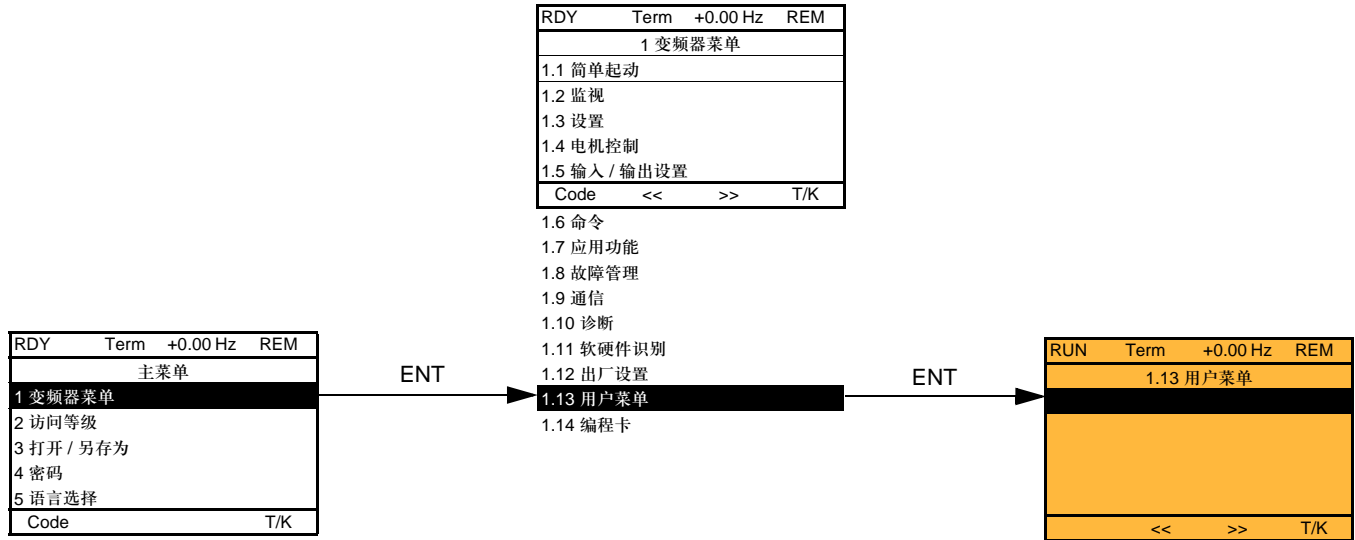 RDY Term +0.00 Hz REM
1 变频器菜单
1.1 简单起动
1.2 监视
1.3 设置
1.4 电机控制
1.5 输入 / 输出设置
Code << >> T/K
1.6 命令
1.7 应用功能
1.8 故障管理
1.9 通信
1.10 诊断
1.11 软硬件识别
1.12 出厂设置
1.13 用户菜单
1.14 编程卡
RDY Term +0.00 Hz REM
主菜单
1 变频器菜单
2 访问等级
3 打开 / 另存为
4 密码
5 语言选择
Code T/K
ENT
ENT
RUN Term +0.00 Hz REM
1.13 用户菜单
<< >> T/K